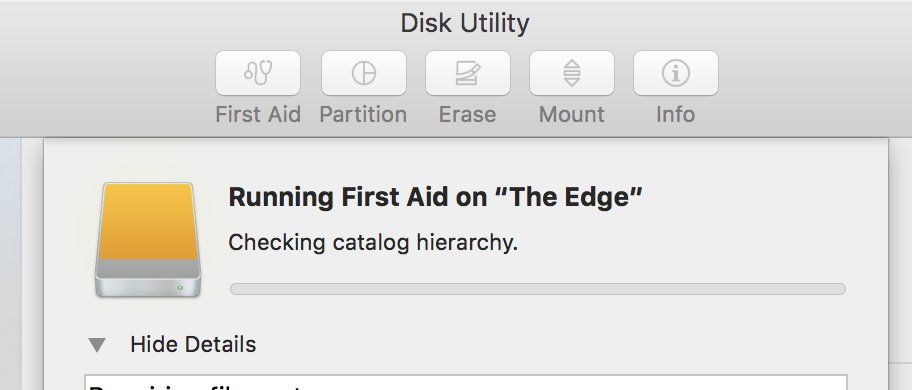 Disk Utility
First Aid Partition Erase Mount Info
Running First Aid on “The Edge”
Checking catalog hierarchy.
Hide Details